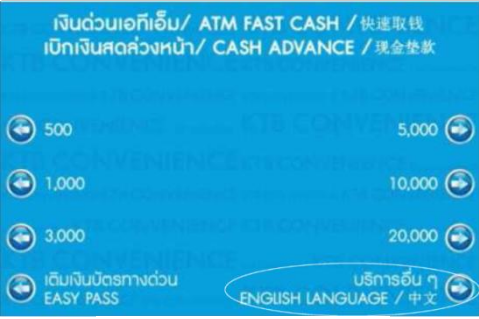 เงินด่วนเอทีเอ็ม/ ATM FAST CASH /快速取钱
เบิกเงินสดล่วงหน้า/ CASH ADVANCE /现金垫款
500
5,000
1,000
10,000
3,000
20,000
เติมเงินบัตรทางด่วน
EASY PASS
บริการอื่น ๆ
ENGLISH LANGUAGE / 中文
KTB CONVENIENCE